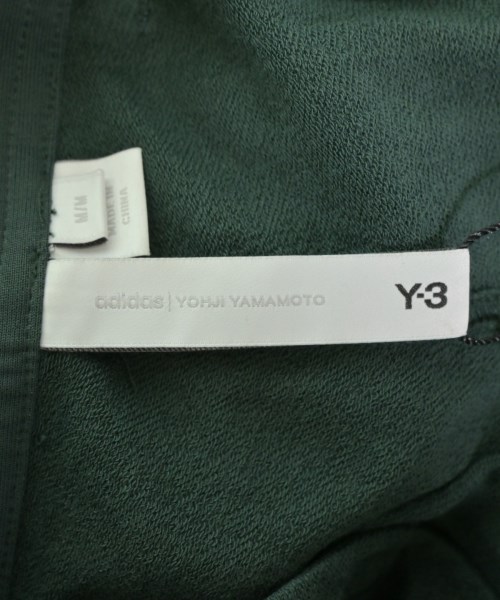 M/M
MADE IN
CHINA
adidas | YOHJI YAMAMOTO
Y-3